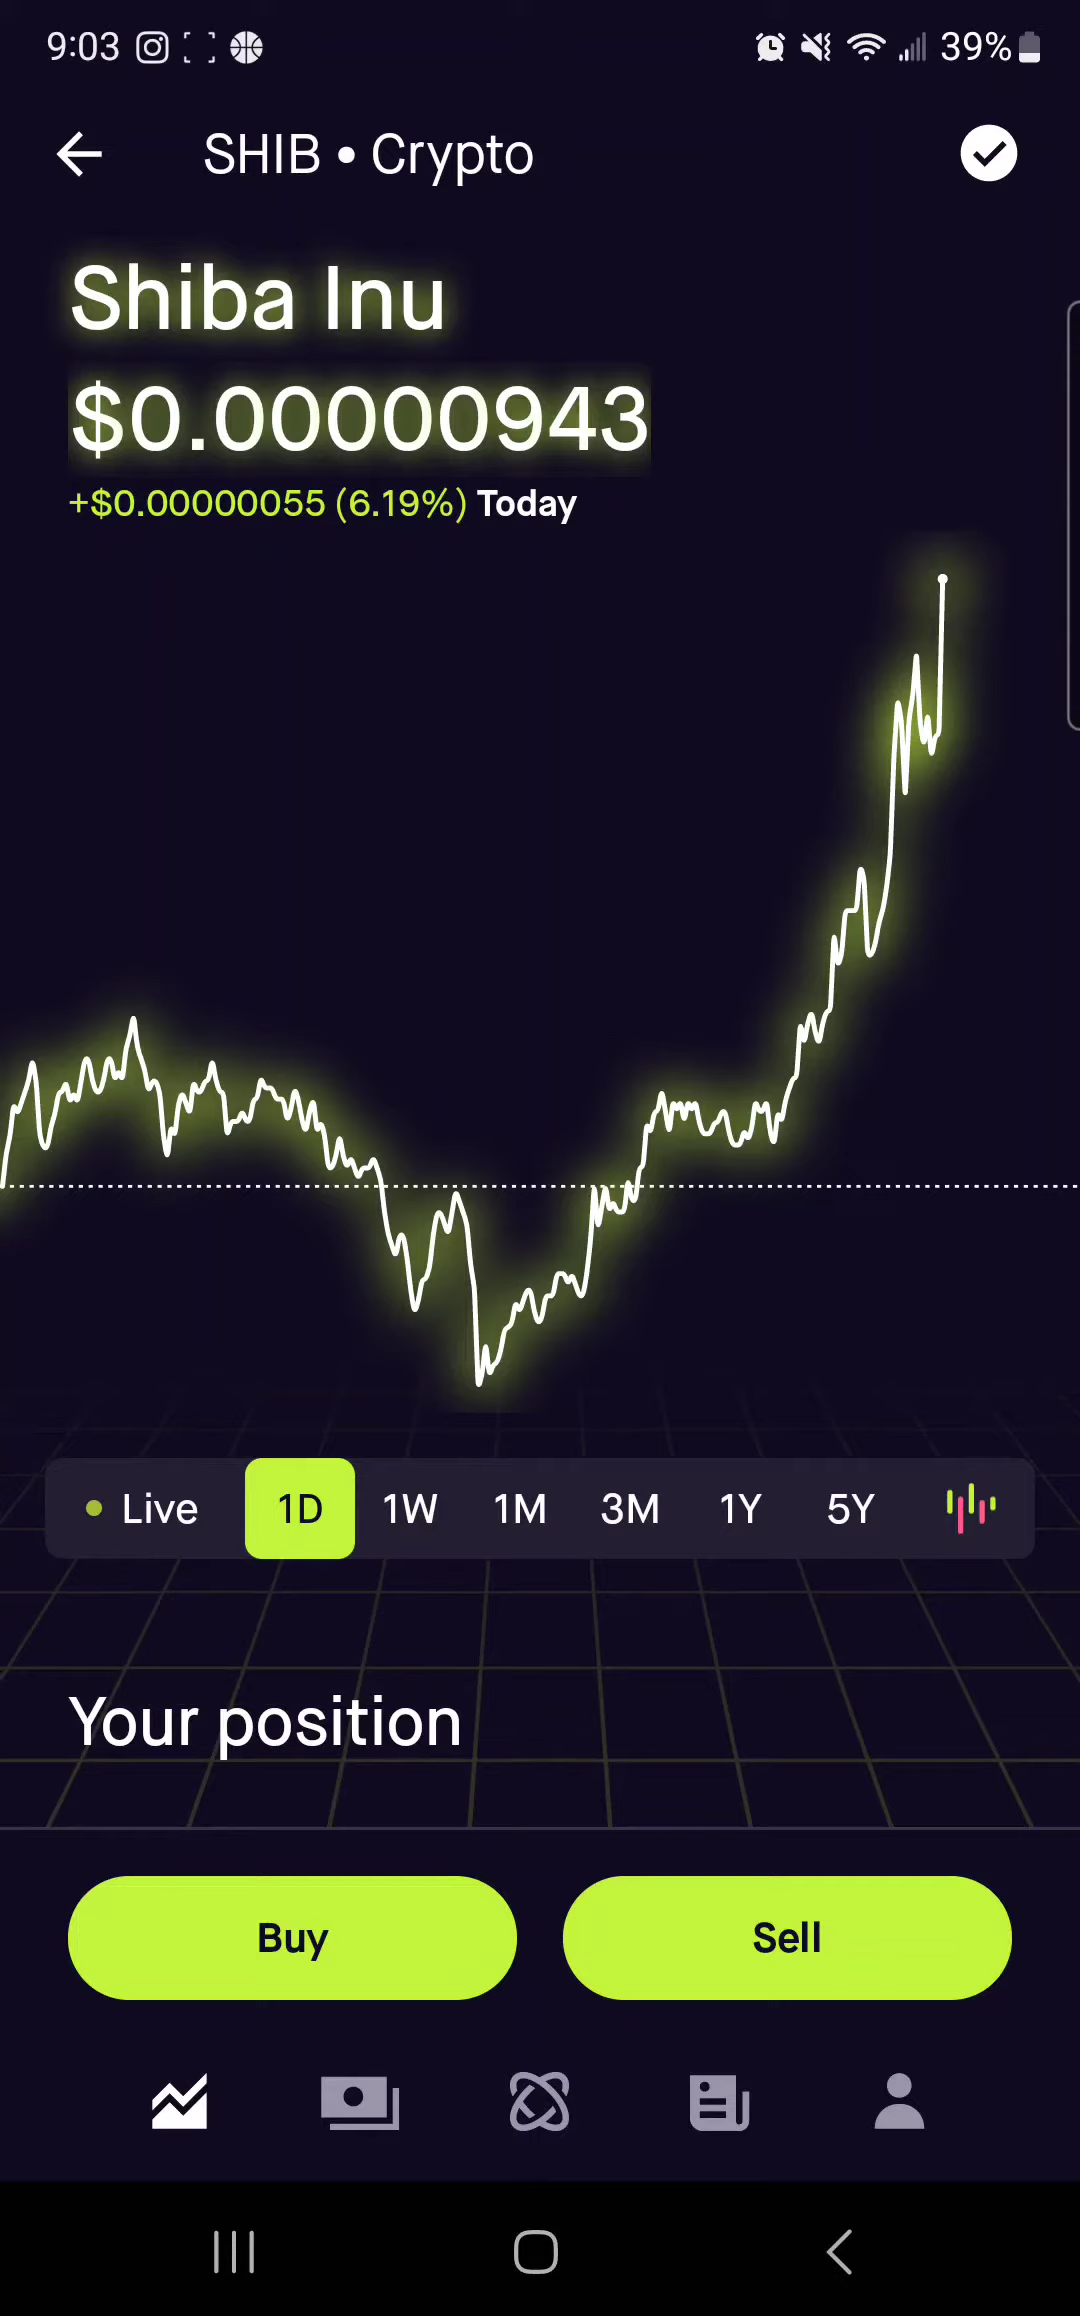 9:03
39%
SHIB • Crypto
Shiba Inu
$0.00000943
+$0.00000055 (6.19%) Today
Live 1D 1W 1M 3M 1Y 5Y
Your position
Buy Sell